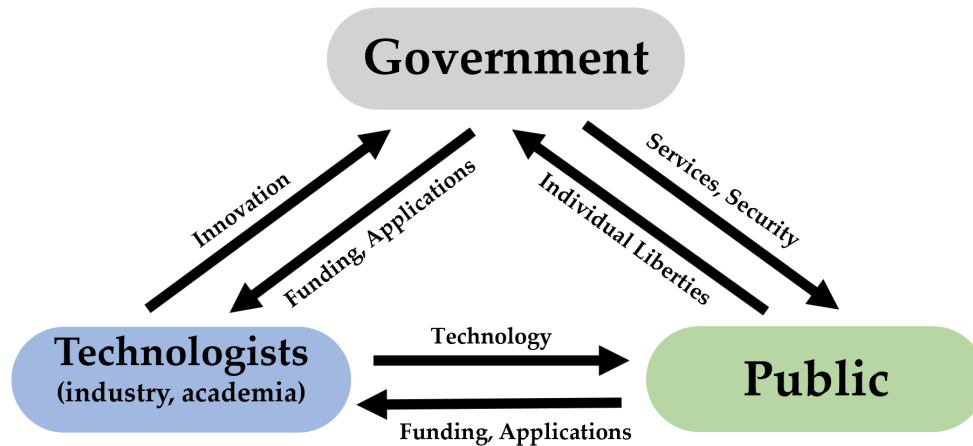 Government
Innovation
Funding, Applications
Individual Liberties
Services, Security
Technologists
(industry, academia)
Technology
Public
Funding, Applications